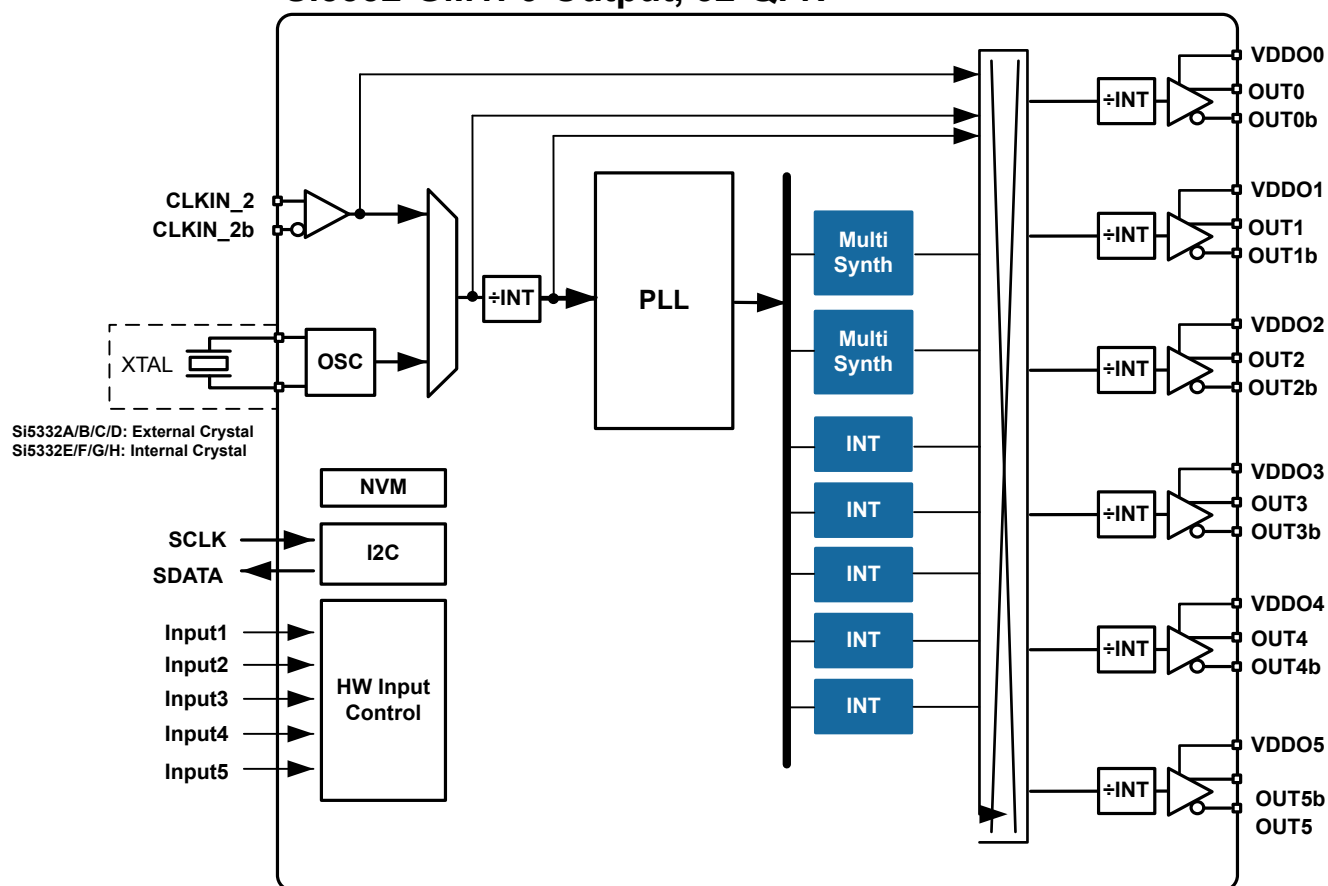 VDDO0
OUT0
÷INT
OUT0b
CLKIN_2
CLKIN_2b
VDDO1
OUT1
÷INT
OUT1b
Multi
Synth
÷INT
PLL
VDDO2
OUT2
÷INT
OUT2b
Multi
Synth
XTAL
OSC
Si5332A/B/C/D: External Crystal
Si5332E/F/G/H: Internal Crystal
INT
NVM
VDDO3
OUT3
÷INT
OUT3b
INT
SCLK
SDATA
I2C
INT
Input1
Input2
Input3
Input4
Input5
HW Input
Control
INT
INT
VDDO4
OUT4
÷INT
OUT4b
VDDO5
÷INT
OUT5b
OUT5